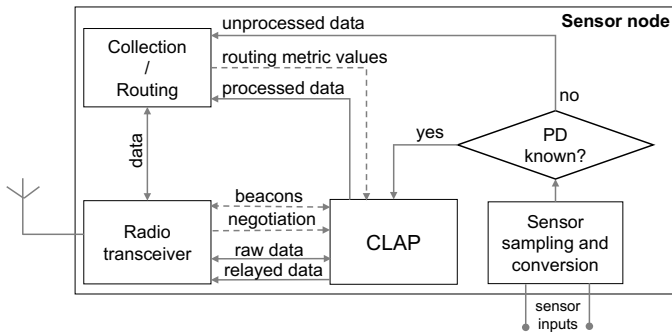 unprocessed data
Sensor node
Collection
/
Routing
routing metric values
processed data
no
yes
PD
known?
data
beacons
negotiation
raw data
relayed data
Radio
transceiver
CLAP
Sensor
sampling and
conversion
sensor
inputs